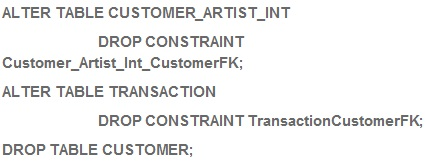 ALTER TABLE CUSTOMER_ARTIST_INT
DROP CONSTRAINT
Customer_Artist_Int_CustomerFK;
ALTER TABLE TRANSACTION
DROP CONSTRAINT TransactionCustomerFK;
DROP TABLE CUSTOMER;